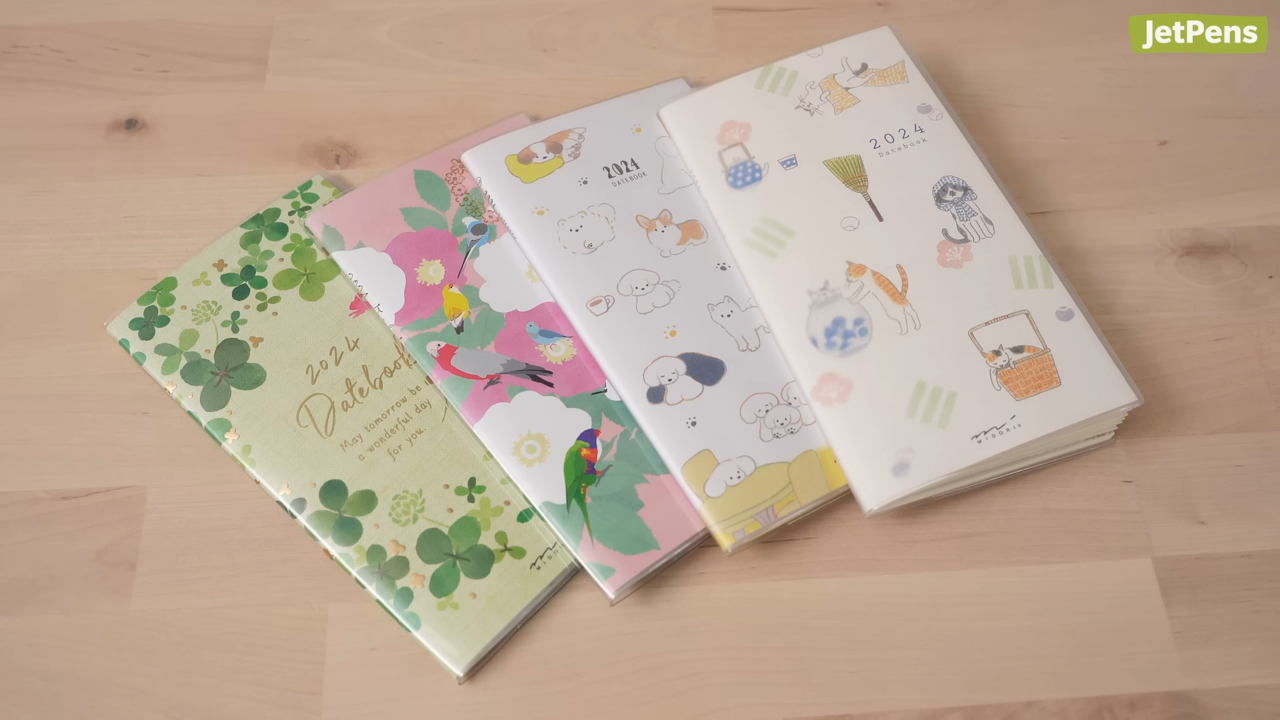 JetPens
2024
Datebook
May tomorrow be
a wonderful day
for you.
2024
DATEBOOK
2024
Datebook
MIDORI